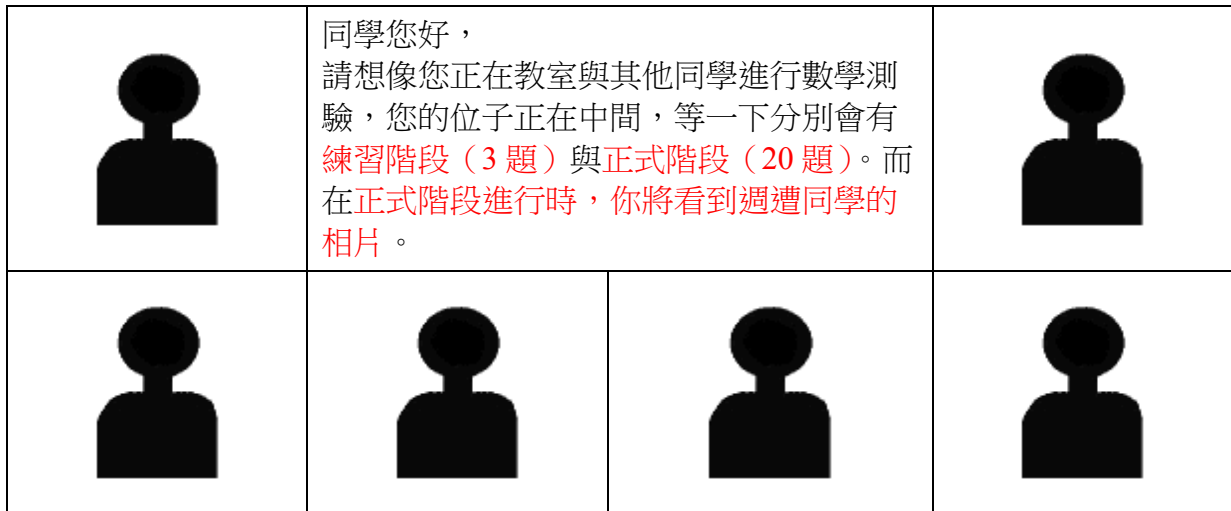 同學您好，
請想像您正在教室與其他同學進行數學測
驗，您的位子正在中間，等一下分別會有
練習階段（3 題）與正式階段（20 題）。而
在正式階段進行時，你將看到週遭同學的
相片。